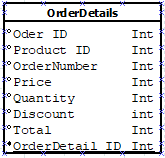 OrderDetails
Oder ID Int
Product ID Int
OrderNumber Int
Price Int
Quantity Int
Discount int
Total Int
OrderDetail ID Int